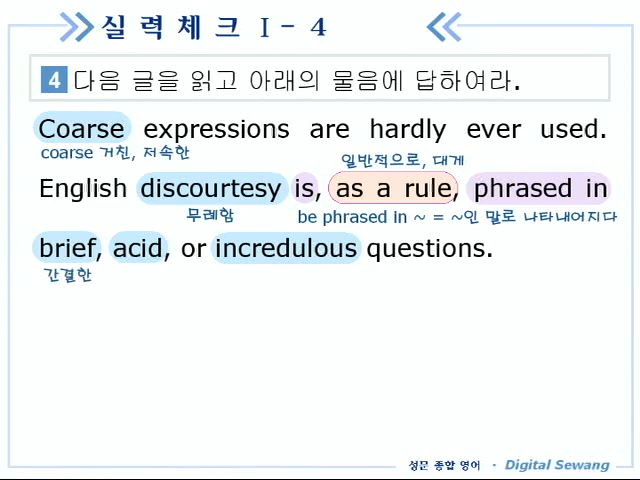 실력체크 I - 4
4 다음 글을 읽고 아래의 물음에 답하여라.
Coarse expressions are hardly ever used.
coarse 거친, 저속한
일반적으로, 대게
English discourtesy is, as a rule, phrased in
무례함
be phrased in ~ = ~인 말로 나타내어지다
brief, acid, or incredulous questions.
간결한
성문 종합 영어 · Digital Sewang